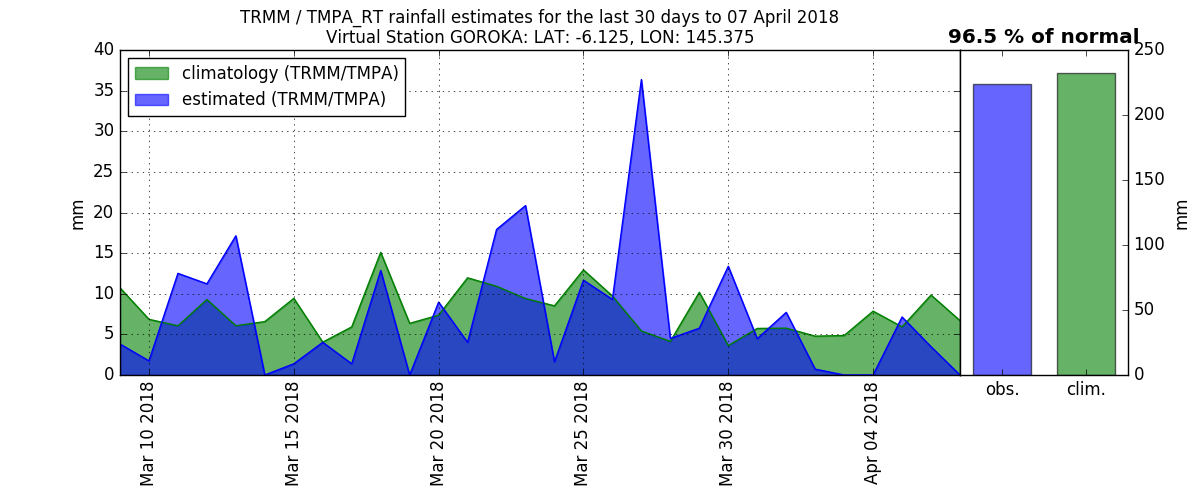 TRMM / TMPA_RT rainfall estimates for the last 30 days to 07 April 2018
Virtual Station GOROKA: LAT: -6.125, LON: 145.375
96.5 % of normal
climatology (TRMM/TMPA)
estimated (TRMM/TMPA)
mm
40
35
30
25
20
15
10
5
0
Mar 10 2018
Mar 15 2018
Mar 20 2018
Mar 25 2018
Mar 30 2018
Apr 04 2018
obs.
clim.
250
200
150
100
50
0
mm